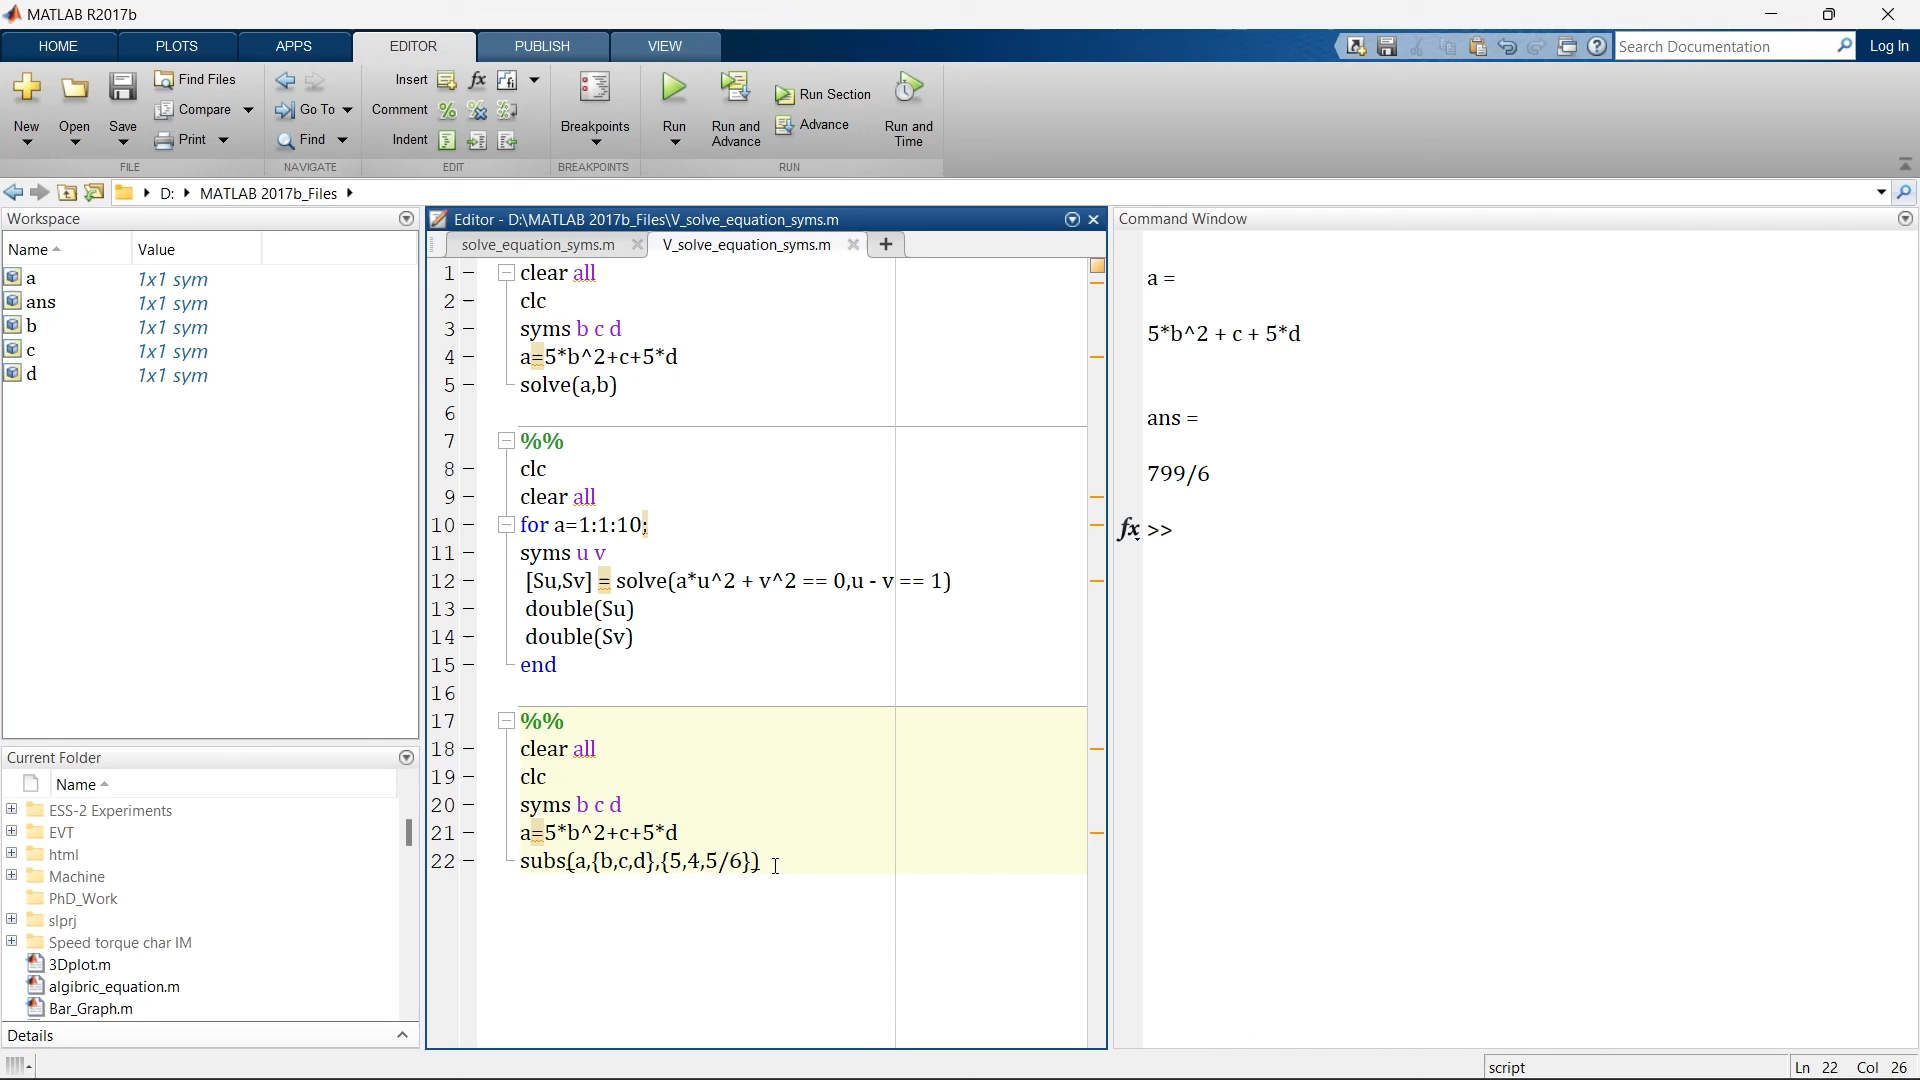 MATLAB R2017b
HOME
PLOTS
APPS
EDITOR
PUBLISH
VIEW
Search Documentation
Log In
New
Open
Save
Find Files
Compare
Print
FILE
Go To
Find
NAVIGATE
Insert
fx
Comment
Indent
EDIT
Breakpoints
BREAKPOINTS
Run
Run and
Advance
Run Section
Advance
Run and
Time
RUN
D:
MATLAB 2017b_Files
Workspace
Name
Value
a 1x1 sym
ans 1x1 sym
b 1x1 sym
c 1x1 sym
d 1x1 sym
Current Folder
Name
ESS-2 Experiments
EVT
html
Machine
PhD_Work
slprj
Speed torque char IM
3Dplot.m
algibric_equation.m
Bar_Graph.m
Details
Editor - D:\MATLAB 2017b_Files\V_solve_equation_syms.m
solve_equation_syms.m
V_solve_equation_syms.m
1 – clear all
2 – clc
3 – syms b c d
4 – a=5*b^2+c+5*d
5 – solve(a,b)
6
7 %%
8 – clc
9 – clear all
10 – for a=1:1:10;
11 – syms u v
12 – [Su,Sv] = solve(a*u^2 + v^2 == 0,u - v == 1)
13 – double(Su)
14 – double(Sv)
15 – end
16
17 %%
18 – clear all
19 – clc
20 – syms b c d
21 – a=5*b^2+c+5*d
22 – subs(a,{b,c,d},{5,4,5/6})
Command Window
a =
5*b^2 + c + 5*d
ans =
799/6
fx >>
script
Ln 22 Col 26